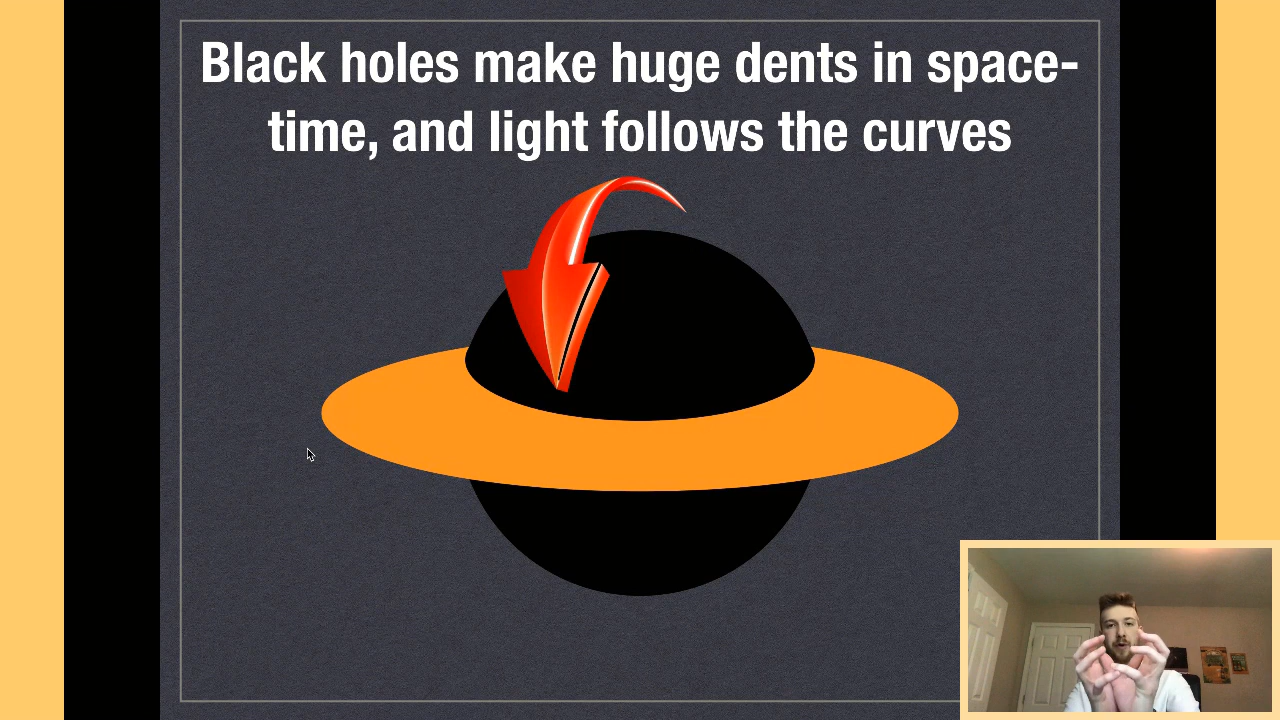 Black holes make huge dents in space-
time, and light follows the curves